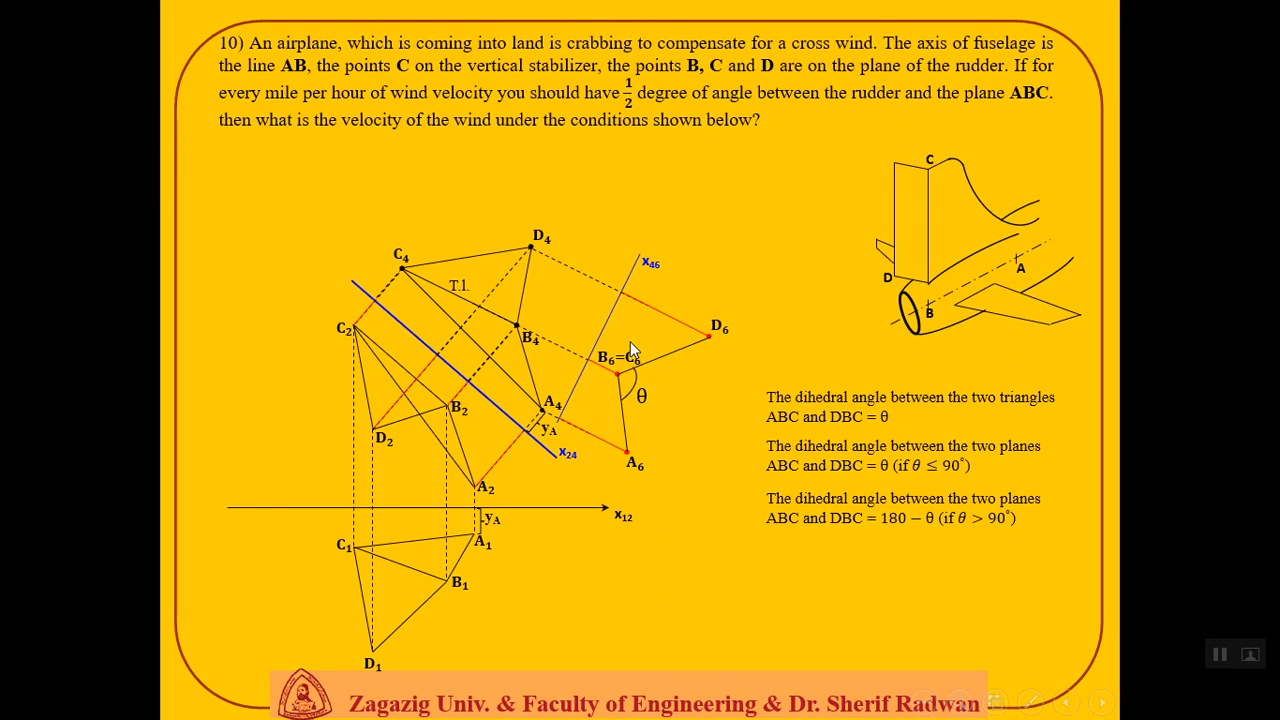 10) An airplane, which is coming into land is crabbing to compensate for a cross wind. The axis of fuselage is
the line AB, the points C on the vertical stabilizer, the points B, C and D are on the plane of the rudder. If for
every mile per hour of wind velocity you should have 1/2 degree of angle between the rudder and the plane ABC.
then what is the velocity of the wind under the conditions shown below?
C
A
D
B
D₄
C₄
x₄₆
T.l.
C₂
B₄
D₆
B₆=C₆
θ
A₄
B₂
yA
D₂
x₂₄
A₆
A₂
x₁₂
yA
C₁
A₁
B₁
D₁
The dihedral angle between the two triangles
ABC and DBC = θ
The dihedral angle between the two planes
ABC and DBC = θ (if θ ≤ 90°)
The dihedral angle between the two planes
ABC and DBC = 180 − θ (if θ > 90°)
Zagazig Univ. & Faculty of Engineering & Dr. Sherif Radwan